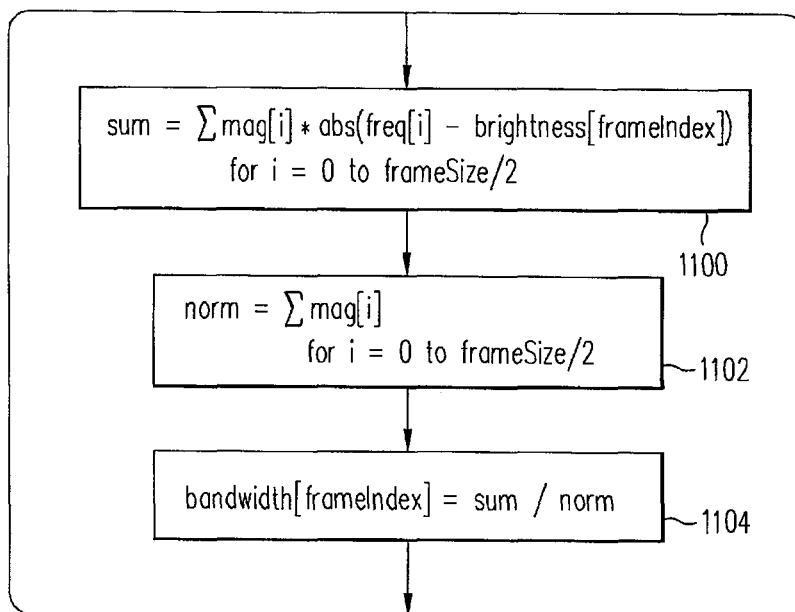 sum = ∑ mag[i] * abs(freq[i] - brightness[frameIndex])
for i = 0 to frameSize/2
1100
norm = ∑ mag[i]
for i = 0 to frameSize/2
1102
bandwidth[frameIndex] = sum / norm
1104